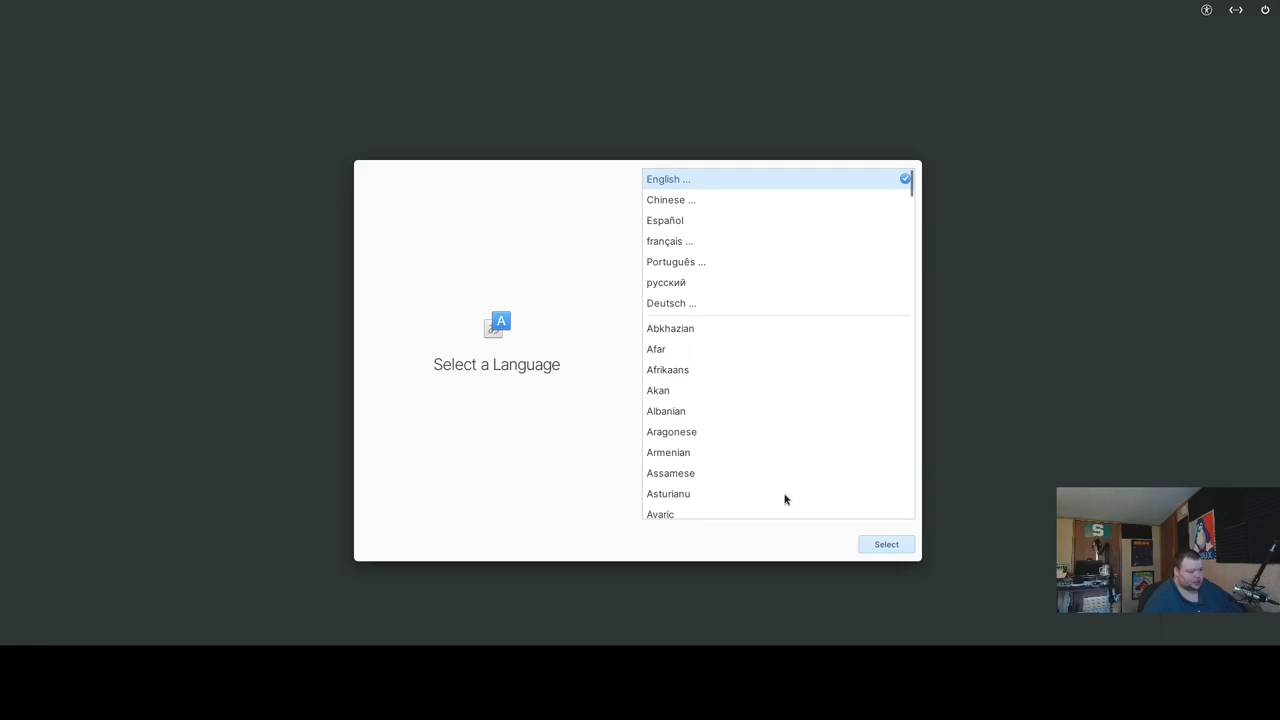 Select a Language
English ...
Chinese ...
Español
français ...
Português ...
русский
Deutsch ...
Abkhazian
Afar
Afrikaans
Akan
Albanian
Aragonese
Armenian
Assamese
Asturianu
Avaric
Select
A
S